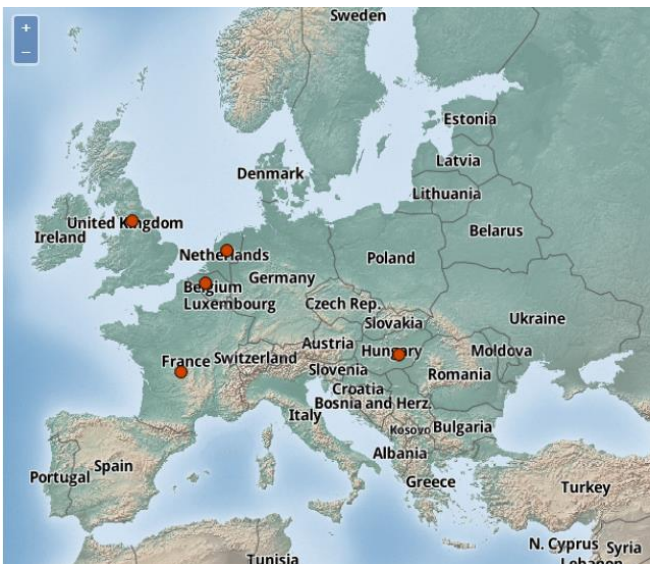 +
Sweden
−
Estonia
Latvia
Denmark
Lithuania
United Kingdom
Belarus
Ireland
Netherlands
Poland
Germany
Belgium
Luxembourg
Czech Rep.
Ukraine
Slovakia
Austria
Hungary
Moldova
France
Switzerland
Slovenia
Romania
Croatia
Bosnia and Herz.
Italy
Kosovo
Bulgaria
Albania
Spain
Portugal
Greece
Turkey
N. Cyprus
Syria
Tunisia
Lebanon